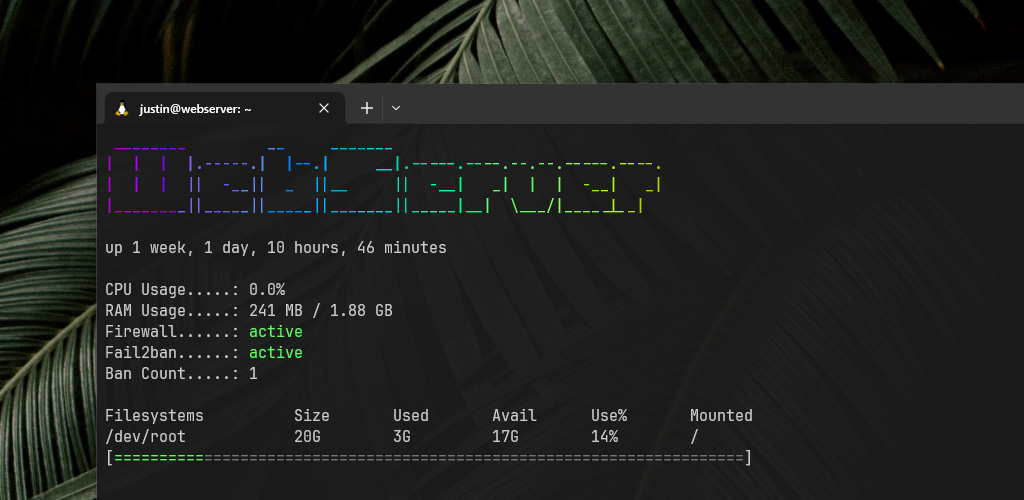 justin@webserver: ~
WebServer
up 1 week, 1 day, 10 hours, 46 minutes
CPU Usage.....: 0.0%
RAM Usage.....: 241 MB / 1.88 GB
Firewall......: active
Fail2ban......: active
Ban Count.....: 1
Filesystems Size Used Avail Use% Mounted
/dev/root 20G 3G 17G 14% /
[======================================================================]